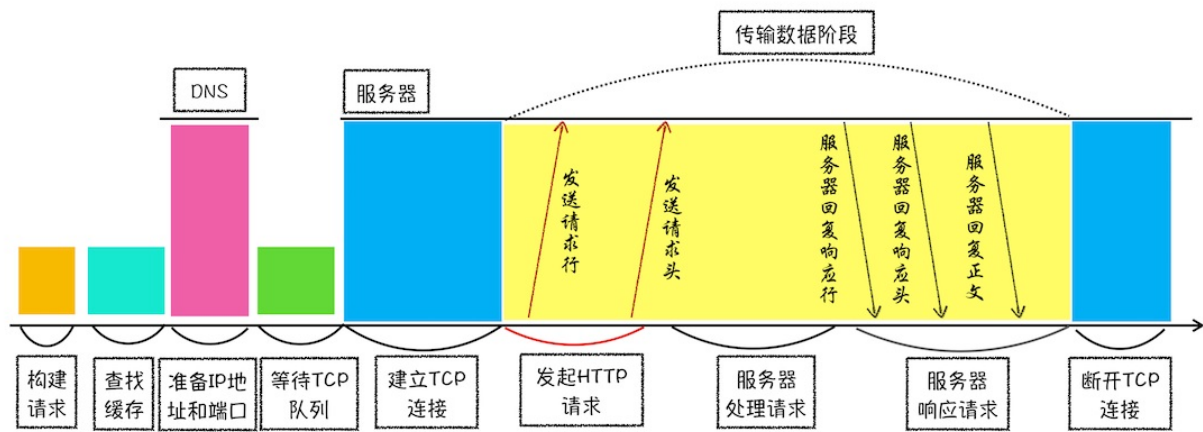 传输数据阶段
DNS
服务器
发送请求行
发送请求头
服务器回复响应行
服务器回复响应头
服务器回复正文
构建
请求
查找
缓存
准备IP地
址和端口
等待TCP
队列
建立TCP
连接
发起HTTP
请求
服务器
处理请求
服务器
响应请求
断开TCP
连接